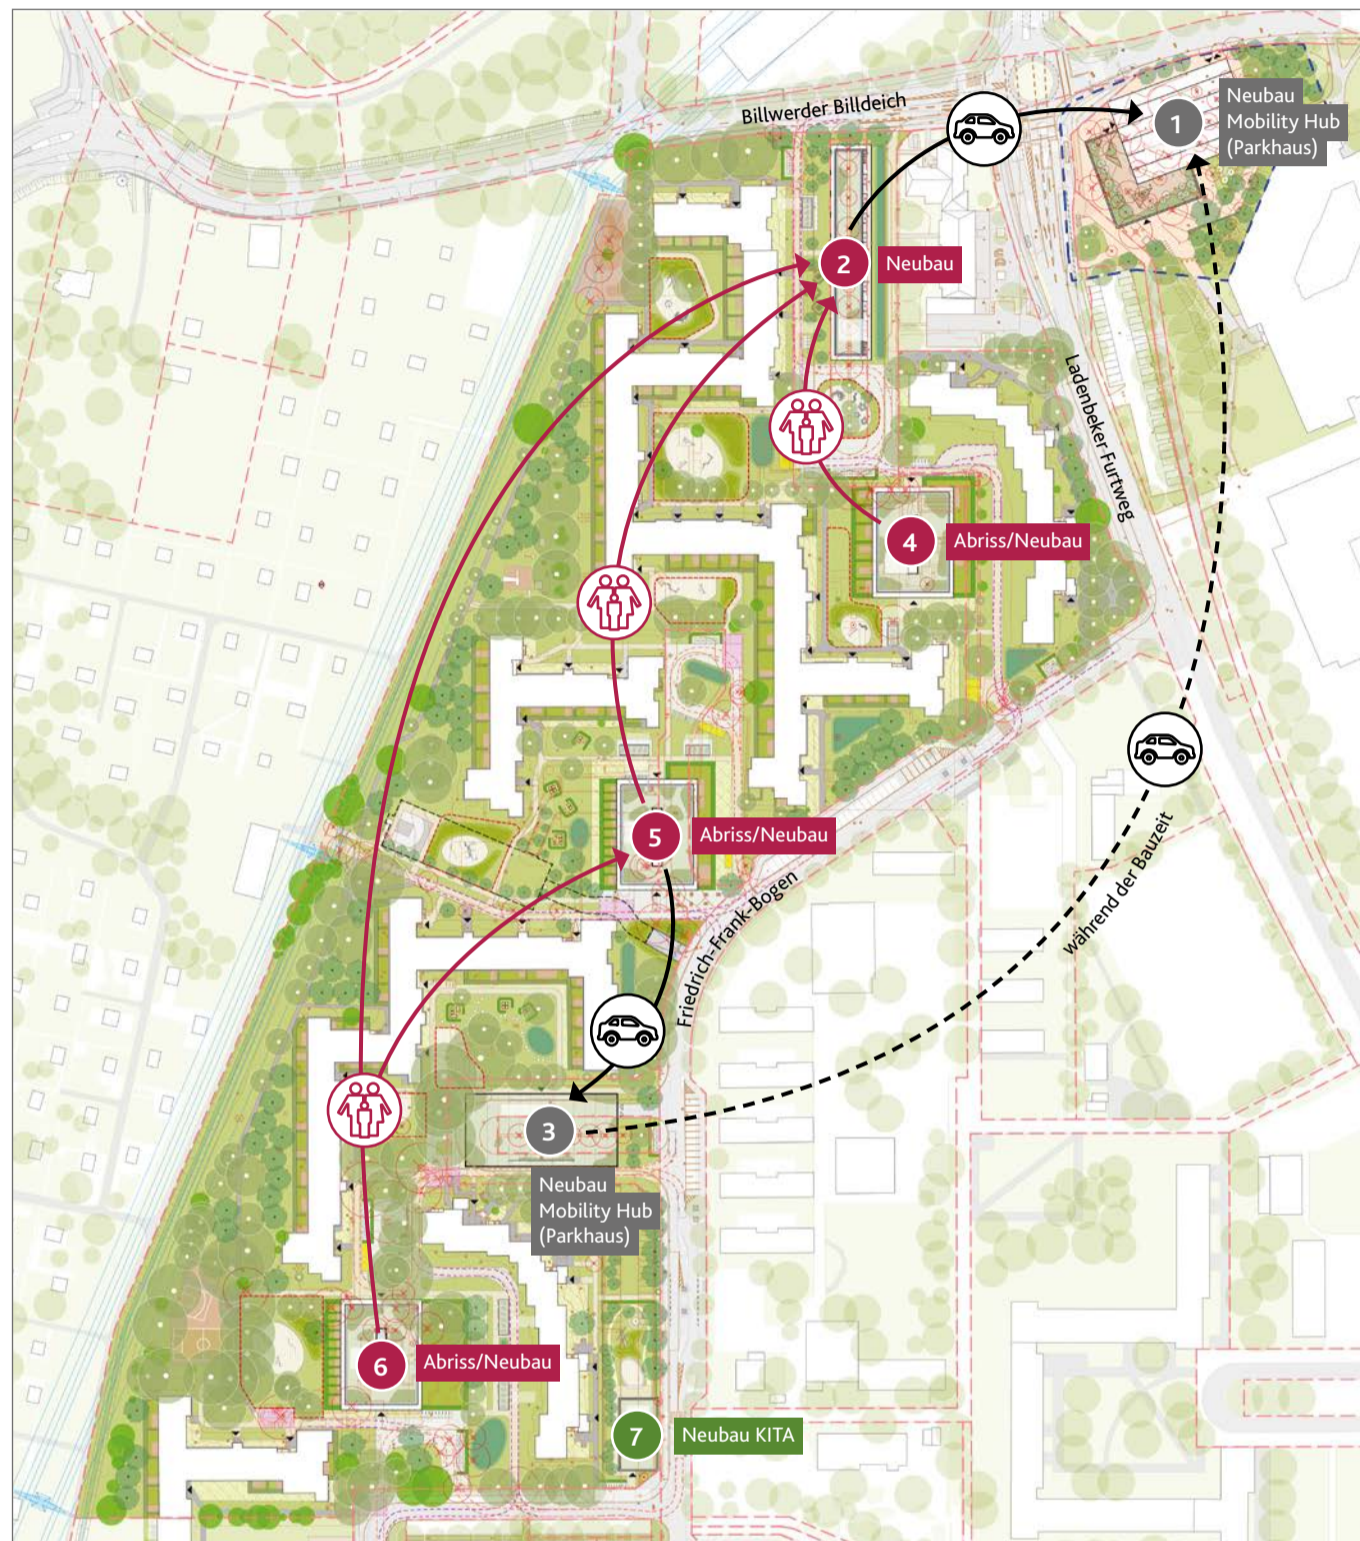 Billwerder Billdeich
1
Neubau
Mobility Hub
(Parkhaus)
2
Neubau
Ladenbeker Furtweg
4
Abriss/Neubau
5
Abriss/Neubau
Friedrich-Frank-Bogen
während der Bauzeit
3
Neubau
Mobility Hub
(Parkhaus)
6
Abriss/Neubau
7
Neubau KITA